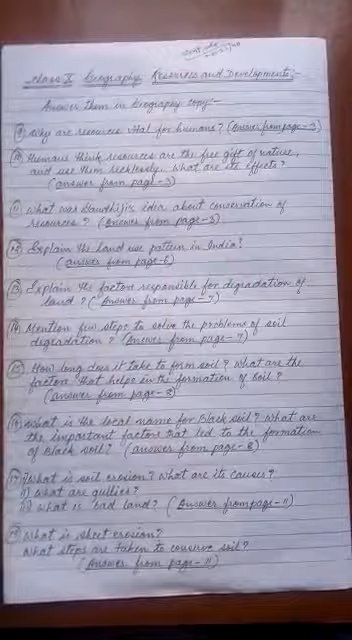 Class X Geography Resources and Development:-
Answer them in Geography copy:-
9) Why are resources vital for humans? (Answer from page-3)
10) Humans think resources are the free gift of nature,
and use them recklessly. What are its effects?
(answer from page-3)
11) What was Gandhiji's idea about conservation of
resources? (Answer from page-3)
12) Explain the land use pattern in India?
(answer from page-6)
13) Explain the factors responsible for degradation of
land? (Answer from page-7)
14) Mention few steps to solve the problems of soil
degradation? (Answer from page-7)
15) How long does it take to form soil? What are the
factors that helps in the formation of soil?
(answer from page-8)
16) What is the local name for Black soil? What are
the important factors that led to the formation
of Black soil? (answer from page-8)
17) What is soil erosion? What are its causes?
i) What are gullies?
ii) What is bad land? (Answer from page-11)
18) What is sheet erosion?
What steps are taken to conserve soil?
(Answer from page-11)